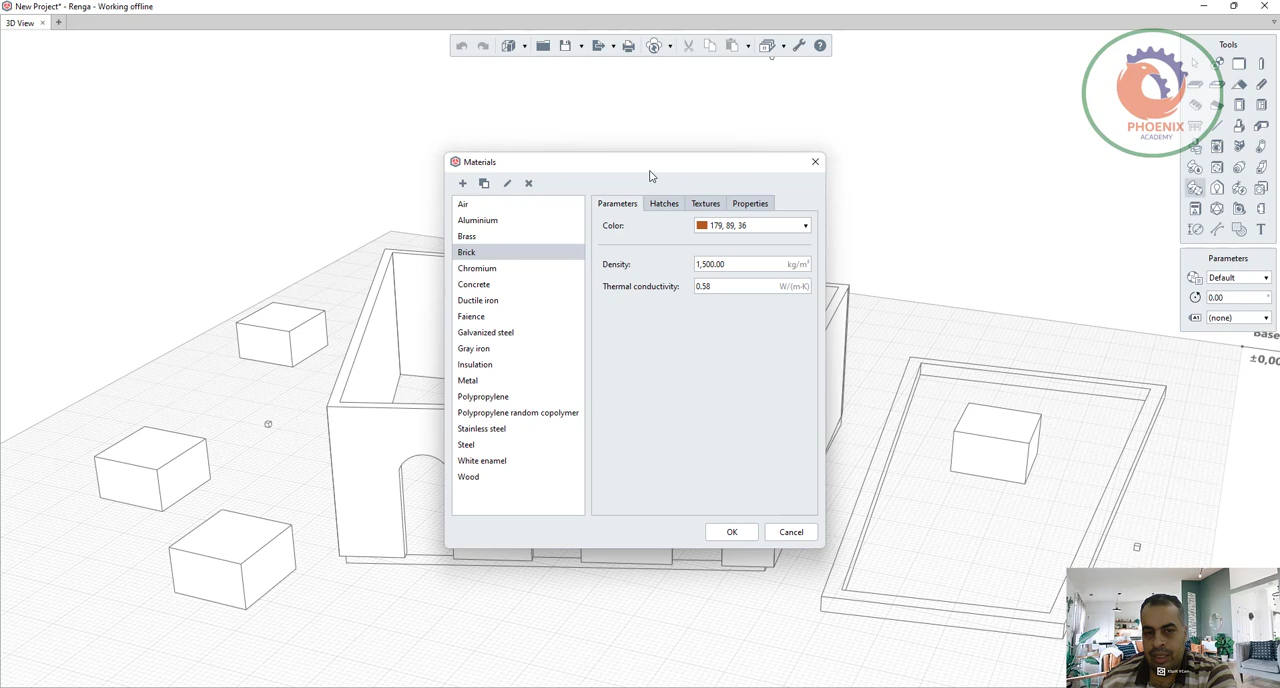 New Project* - Renga - Working offline
3D View
Tools
PHOENIX
ACADEMY
Materials
Air
Aluminium
Brass
Brick
Chromium
Concrete
Ductile iron
Faience
Galvanized steel
Gray iron
Insulation
Metal
Polypropylene
Polypropylene random copolymer
Stainless steel
Steel
White enamel
Wood
Parameters Hatches Textures Properties
Color: 179, 89, 36
Density: 1,500.00 kg/m³
Thermal conductivity: 0.58 W/(m·K)
OK Cancel
Parameters
Default
0.00 °
(none)
±0,00